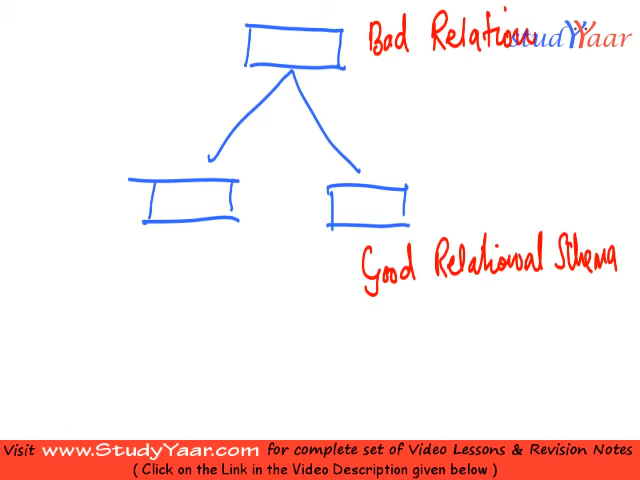 Bad Relation
studYYaar
Good Relational Schema
Visit www.StudyYaar.com for complete set of Video Lessons & Revision Notes
( Click on the Link in the Video Description given below )